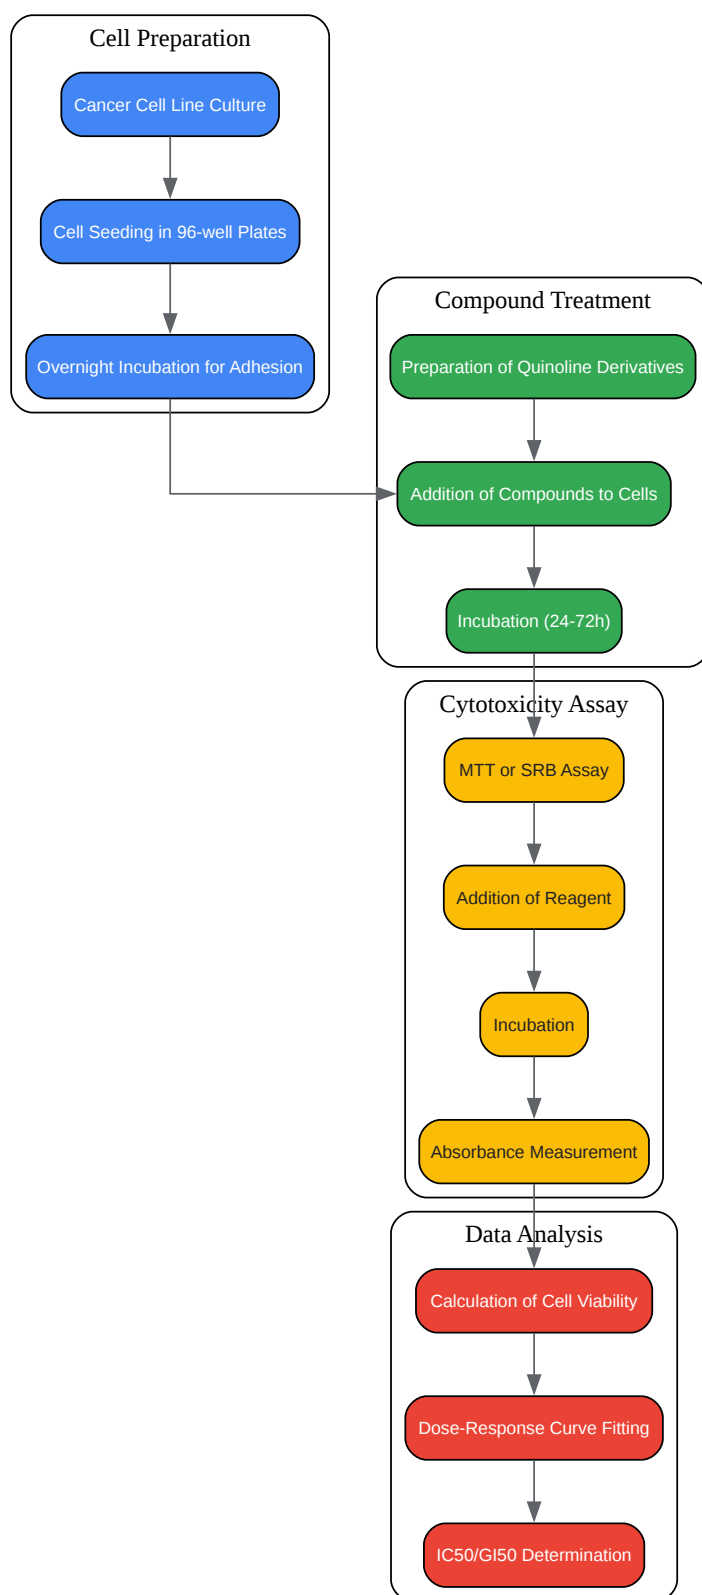 Cell Preparation
Cancer Cell Line Culture
Cell Seeding in 96-well Plates
Overnight Incubation for Adhesion
Compound Treatment
Preparation of Quinoline Derivatives
Addition of Compounds to Cells
Incubation (24-72h)
Cytotoxicity Assay
MTT or SRB Assay
Addition of Reagent
Incubation
Absorbance Measurement
Data Analysis
Calculation of Cell Viability
Dose-Response Curve Fitting
IC50/GI50 Determination